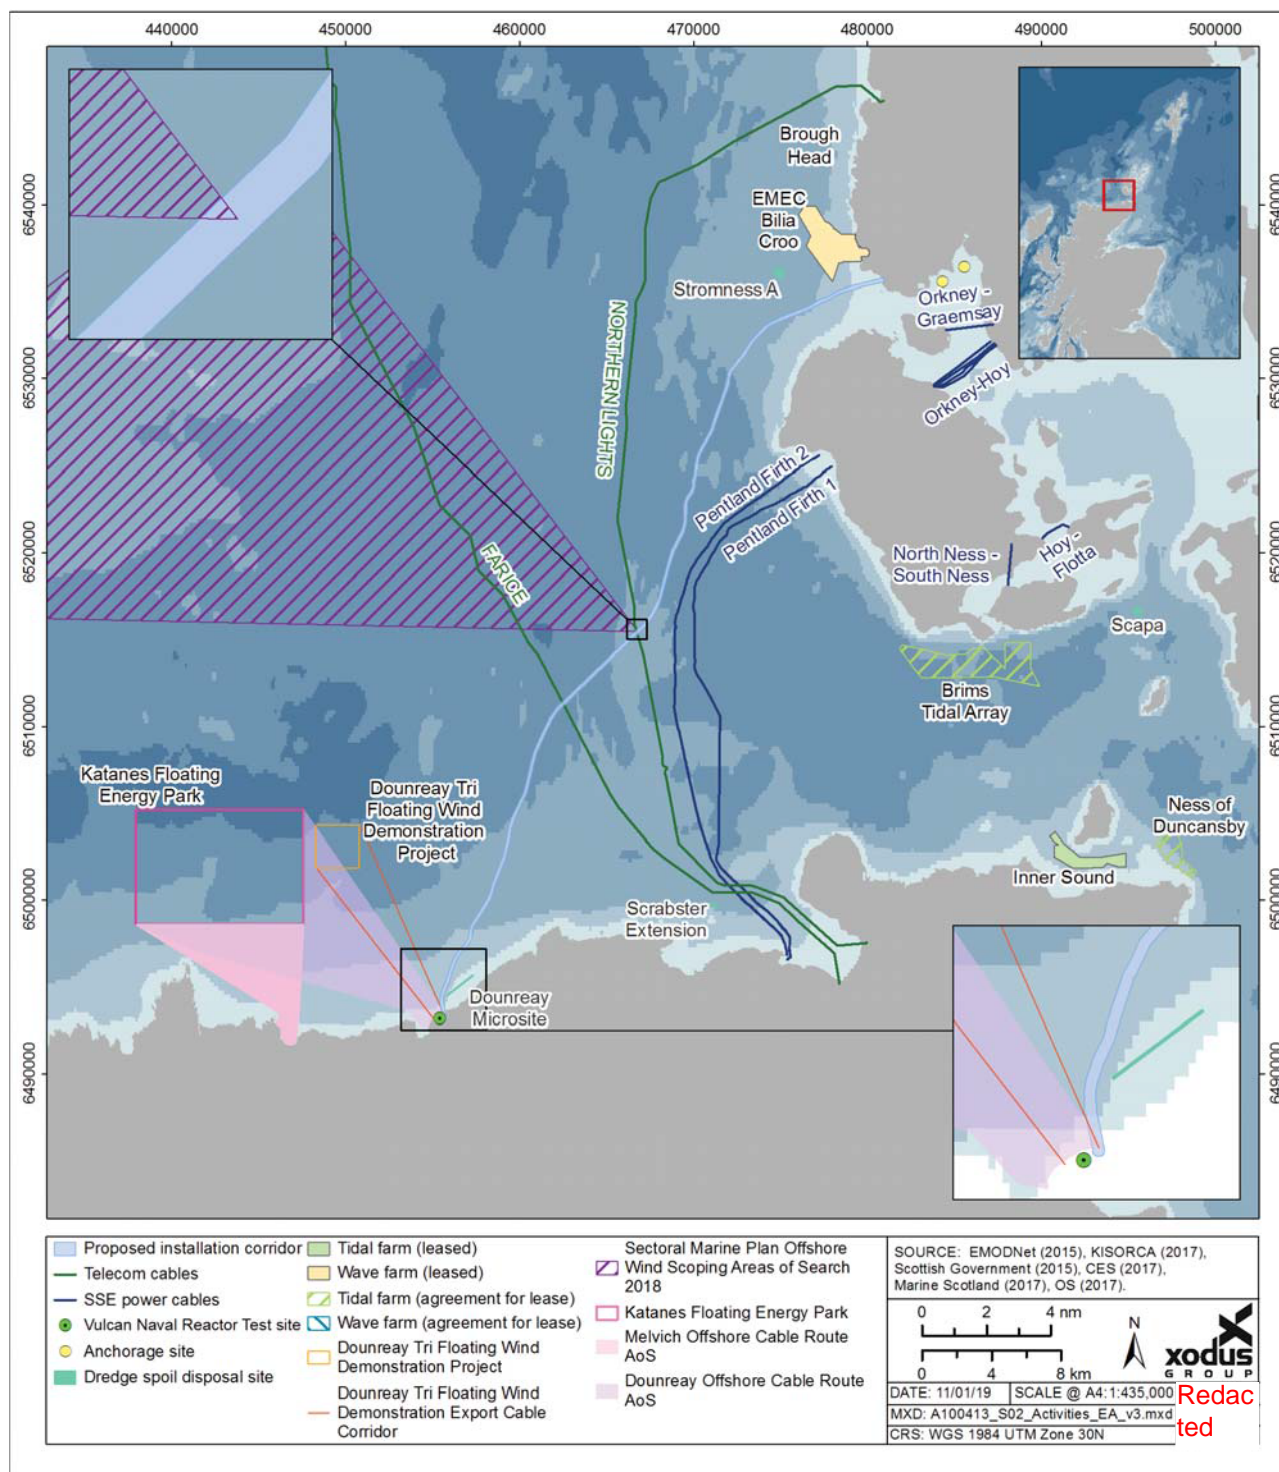 440000
450000
460000
470000
480000
490000
500000
6540000
6530000
6520000
6510000
6500000
6490000
6540000
6530000
6520000
6510000
6500000
6490000
Brough
Head
EMEC
Bilia
Croo
Stromness A
Orkney -
Graemsay
Orkney-Hoy
NORTHERN LIGHTS
FARICE
Pentland Firth 2
Pentland Firth 1
North Ness -
South Ness
Hoy -
Flotta
Scapa
Brims
Tidal Array
Katanes Floating
Energy Park
Dounreay Tri
Floating Wind
Demonstration
Project
Ness of
Duncansby
Inner Sound
Scrabster
Extension
Dounreay
Microsite
Proposed installation corridor
Telecom cables
SSE power cables
Vulcan Naval Reactor Test site
Anchorage site
Dredge spoil disposal site
Tidal farm (leased)
Wave farm (leased)
Tidal farm (agreement for lease)
Wave farm (agreement for lease)
Dounreay Tri Floating Wind
Demonstration Project
Dounreay Tri Floating Wind
Demonstration Export Cable
Corridor
Sectoral Marine Plan Offshore
Wind Scoping Areas of Search
2018
Katanes Floating Energy Park
Melvich Offshore Cable Route
AoS
Dounreay Offshore Cable Route
AoS
SOURCE: EMODNet (2015), KISORCA (2017),
Scottish Government (2015), CES (2017),
Marine Scotland (2017), OS (2017).
0 2 4 nm
0 4 8 km
N
xodus
GROUP
DATE: 11/01/19 SCALE @ A4:1:435,000
MXD: A100413_S02_Activities_EA_v3.mxd
CRS: WGS 1984 UTM Zone 30N
Redac
ted